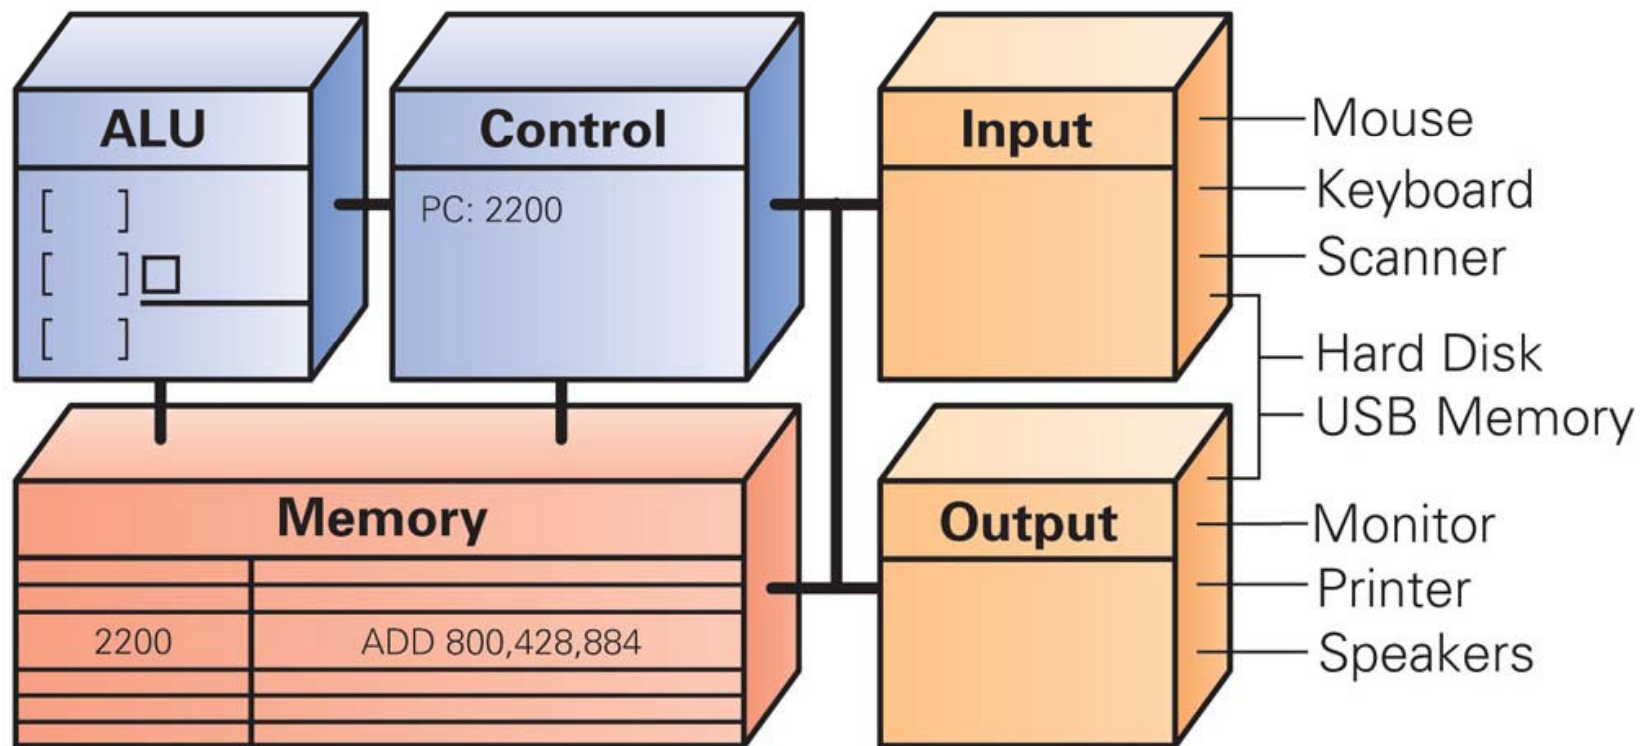 ALU
[ ]
[ ]
[ ]
Control
PC: 2200
Input
Mouse
Keyboard
Scanner
Hard Disk
USB Memory
Memory
2200 ADD 800,428,884
Output
Monitor
Printer
Speakers